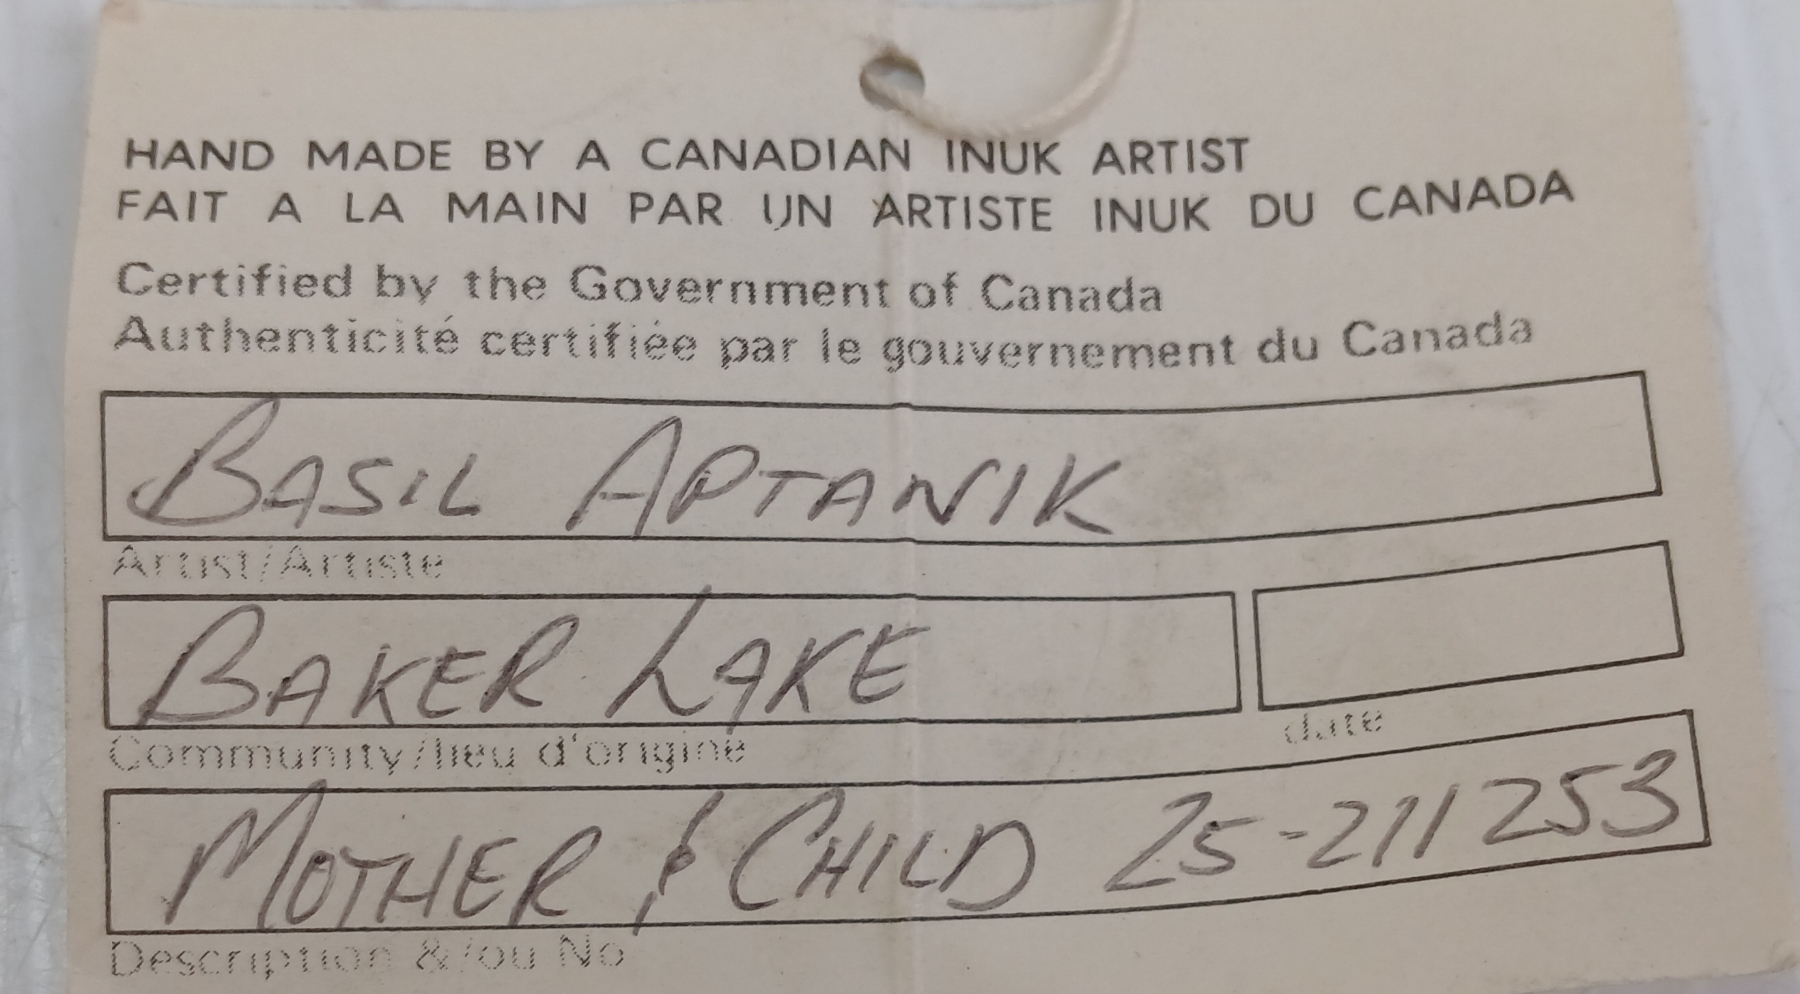 HAND MADE BY A CANADIAN INUK ARTIST
FAIT A LA MAIN PAR UN ARTISTE INUK DU CANADA
Certified by the Government of Canada
Authenticité certifiée par le gouvernement du Canada
BASIL APTANIK
Artist/Artiste
BAKER LAKE
Community/lieu d'origine
date
MOTHER & CHILD 25-211253
Description &/ou No